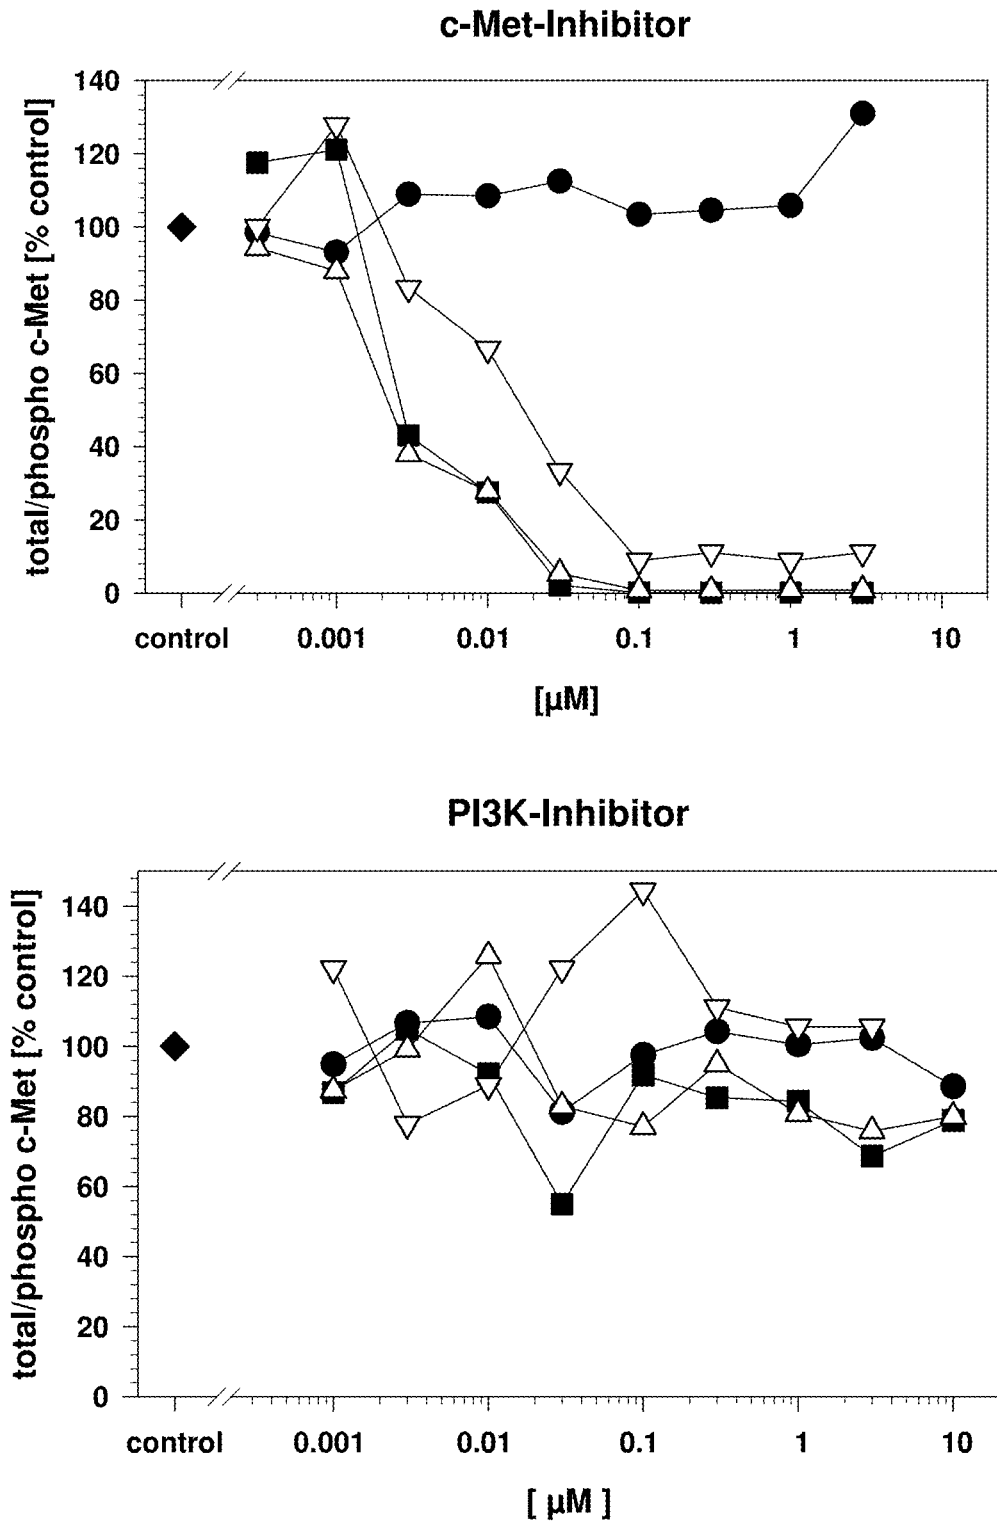 c-Met-Inhibitor
total/phospho c-Met [% control]
140
120
100
80
60
40
20
0
control 0.001 0.01 0.1 1 10
[µM]
PI3K-Inhibitor
total/phospho c-Met [% control]
140
120
100
80
60
40
20
0
control 0.001 0.01 0.1 1 10
[ µM ]